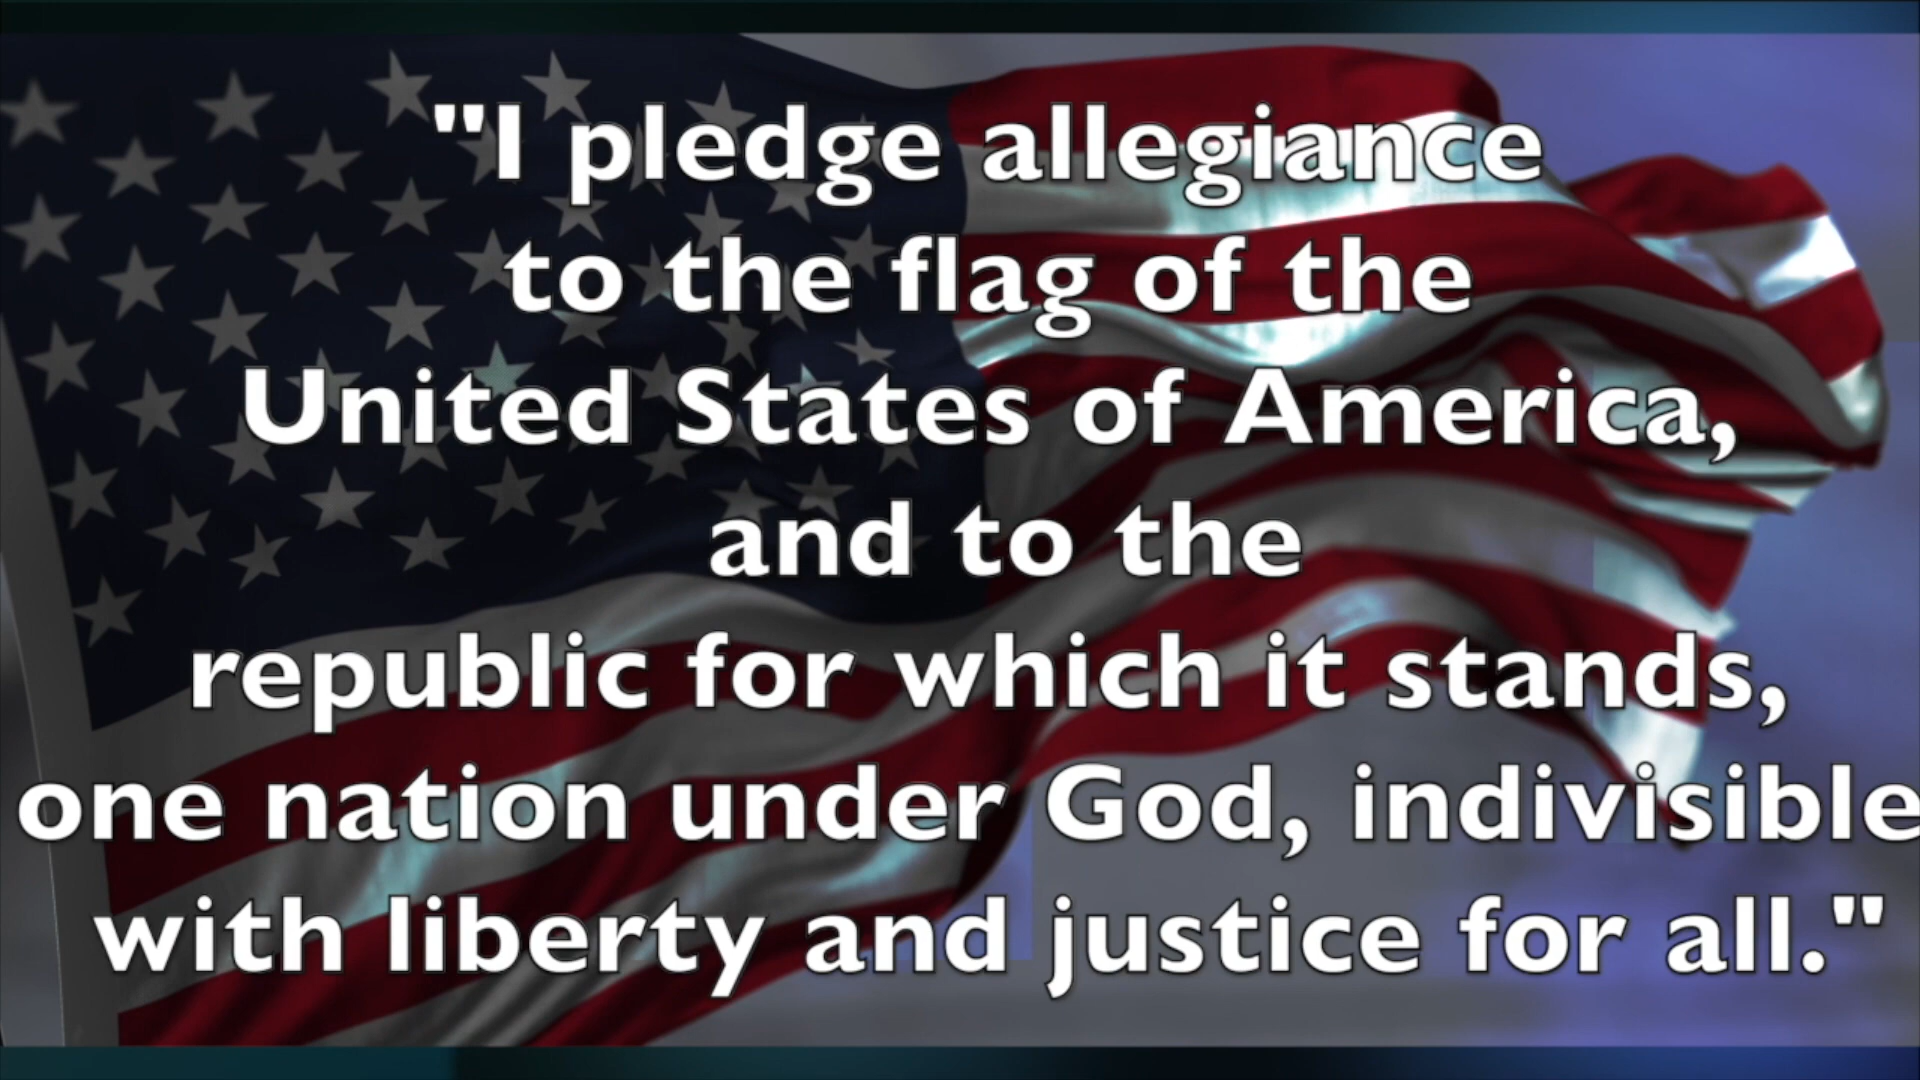 "I pledge allegiance
to the flag of the
United States of America,
and to the
republic for which it stands,
one nation under God, indivisible
with liberty and justice for all."